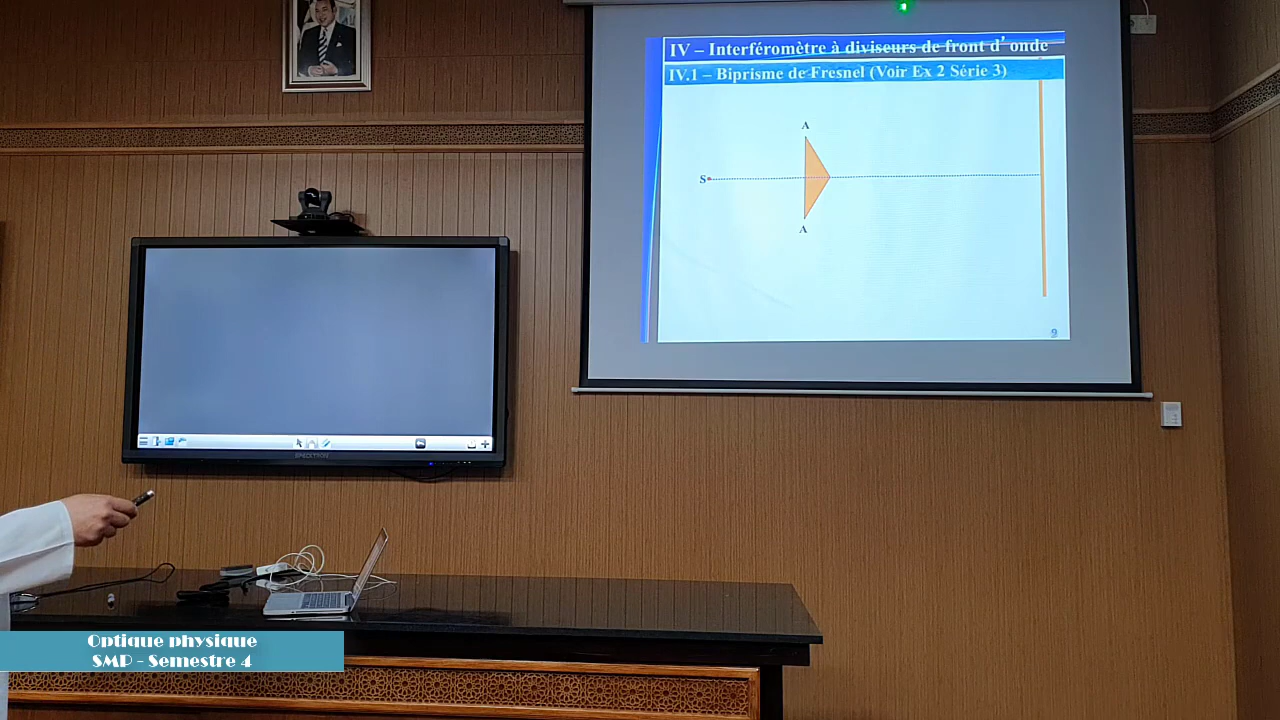 IV – Interféromètre à diviseurs de front d'onde
IV.1 – Biprisme de Fresnel (Voir Ex 2 Série 3)
A
S
A
9
Optique physique
SMP - Semestre 4